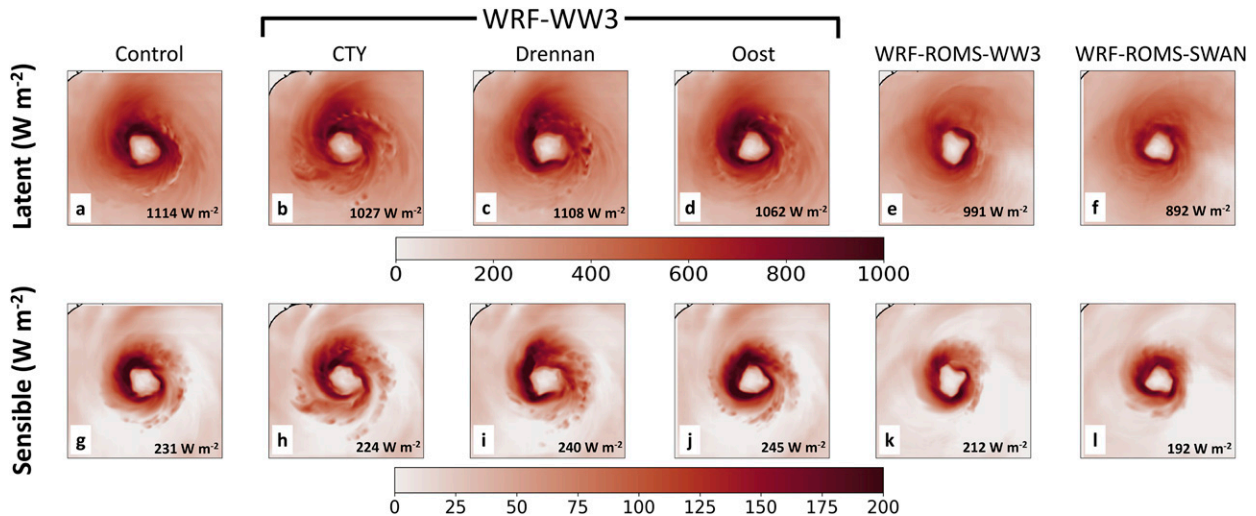 WRF-WW3
Control CTY Drennan Oost WRF-ROMS-WW3 WRF-ROMS-SWAN
Latent (W m⁻²)
a 1114 W m⁻² b 1027 W m⁻² c 1108 W m⁻² d 1062 W m⁻² e 991 W m⁻² f 892 W m⁻²
0 200 400 600 800 1000
Sensible (W m⁻²)
g 231 W m⁻² h 224 W m⁻² i 240 W m⁻² j 245 W m⁻² k 212 W m⁻² l 192 W m⁻²
0 25 50 75 100 125 150 175 200